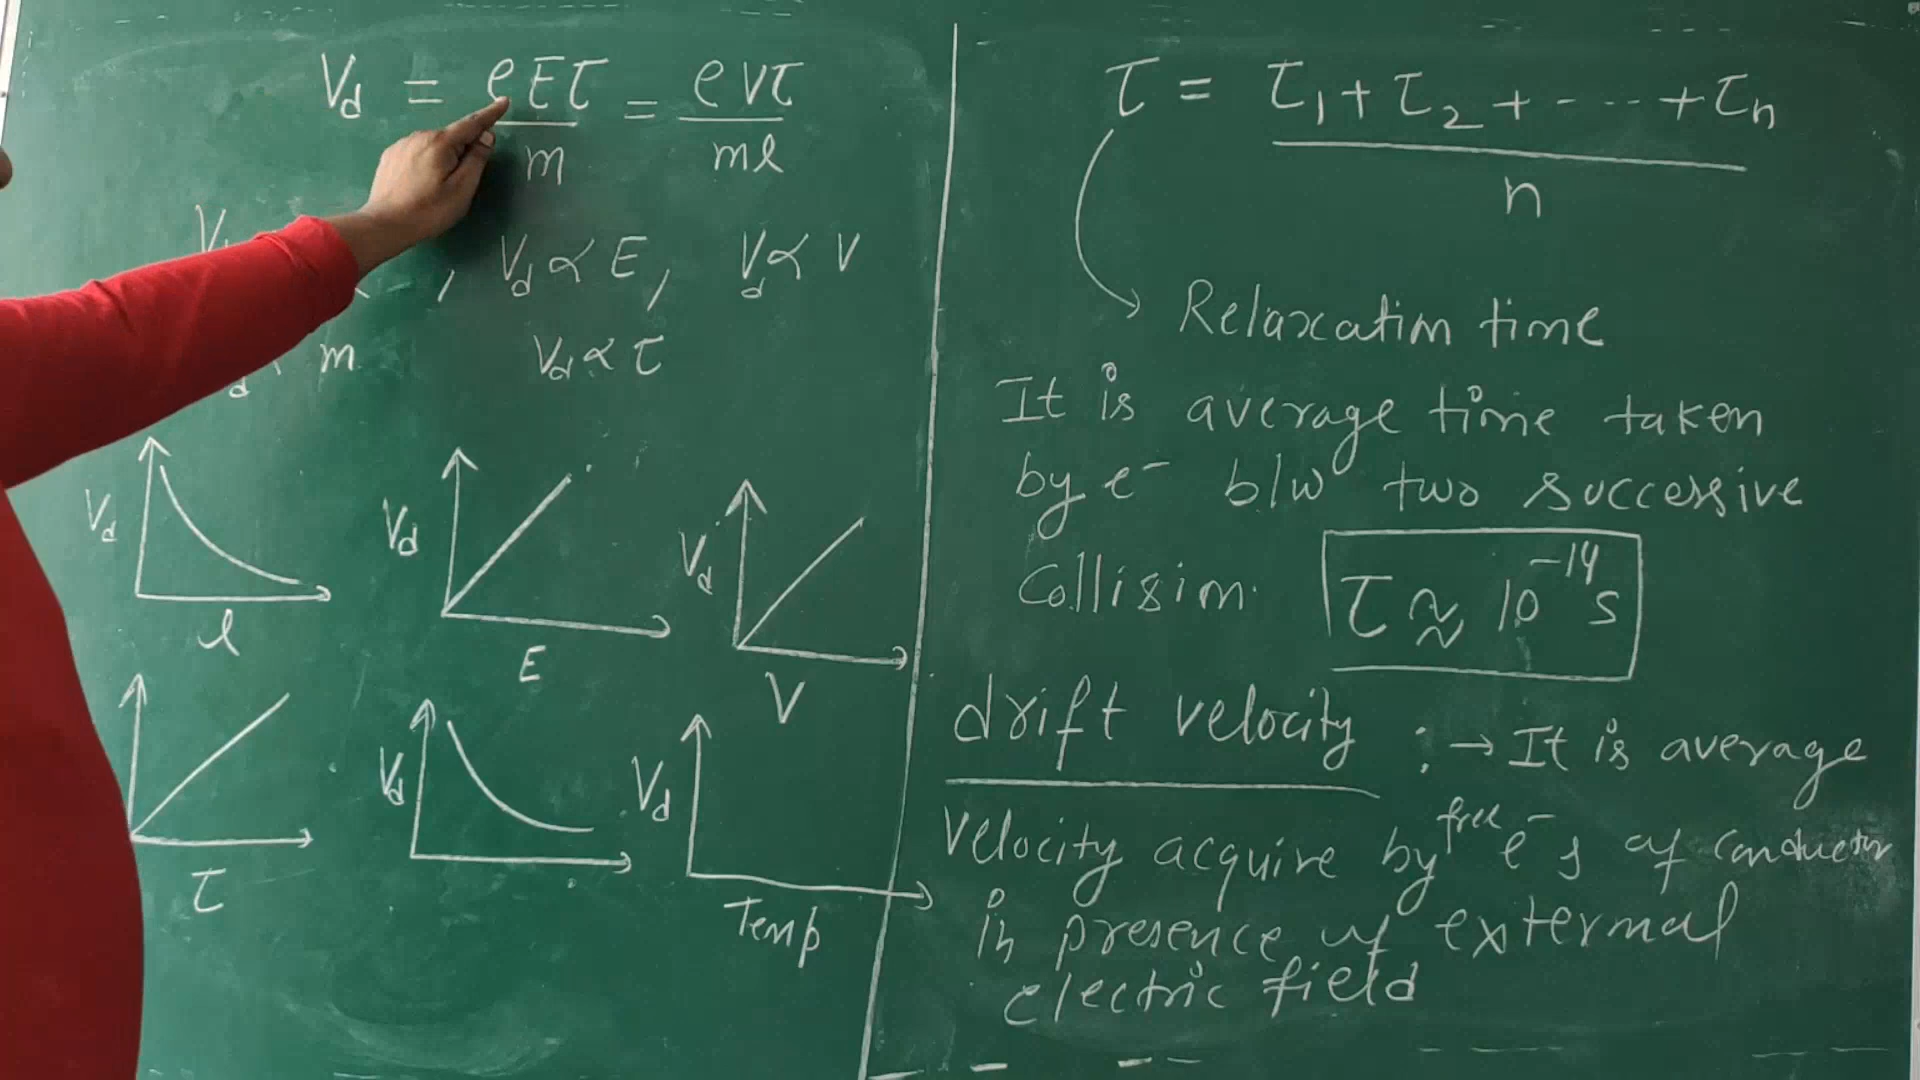 Vd = eEτ/m = eVτ/ml
, Vd ∝ E, Vd ∝ V
m Vd ∝ τ
Vd l
Vd E
Vd V
τ
Vd
Vd Temp
τ = τ1 + τ2 + - - - + τn / n
Relaxation time
It is average time taken
by e⁻ b/w two successive
Collision. τ ≈ 10⁻¹⁴ s
drift velocity : → It is average
Velocity acquire by free e⁻s of conductor
in presence of external
electric field